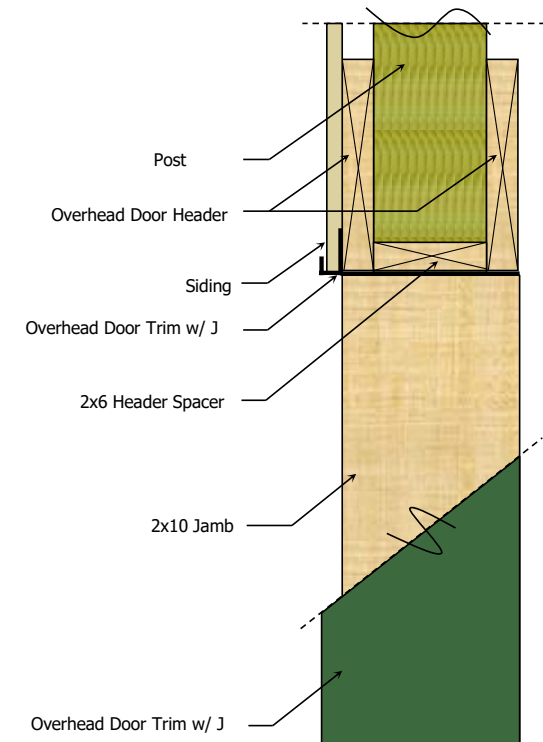 Post
Overhead Door Header
Siding
Overhead Door Trim w/ J
2x6 Header Spacer
2x10 Jamb
Overhead Door Trim w/ J